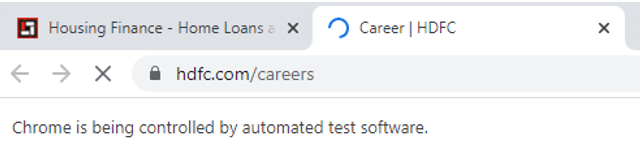 Housing Finance - Home Loans a
Career | HDFC
hdfc.com/careers
Chrome is being controlled by automated test software.